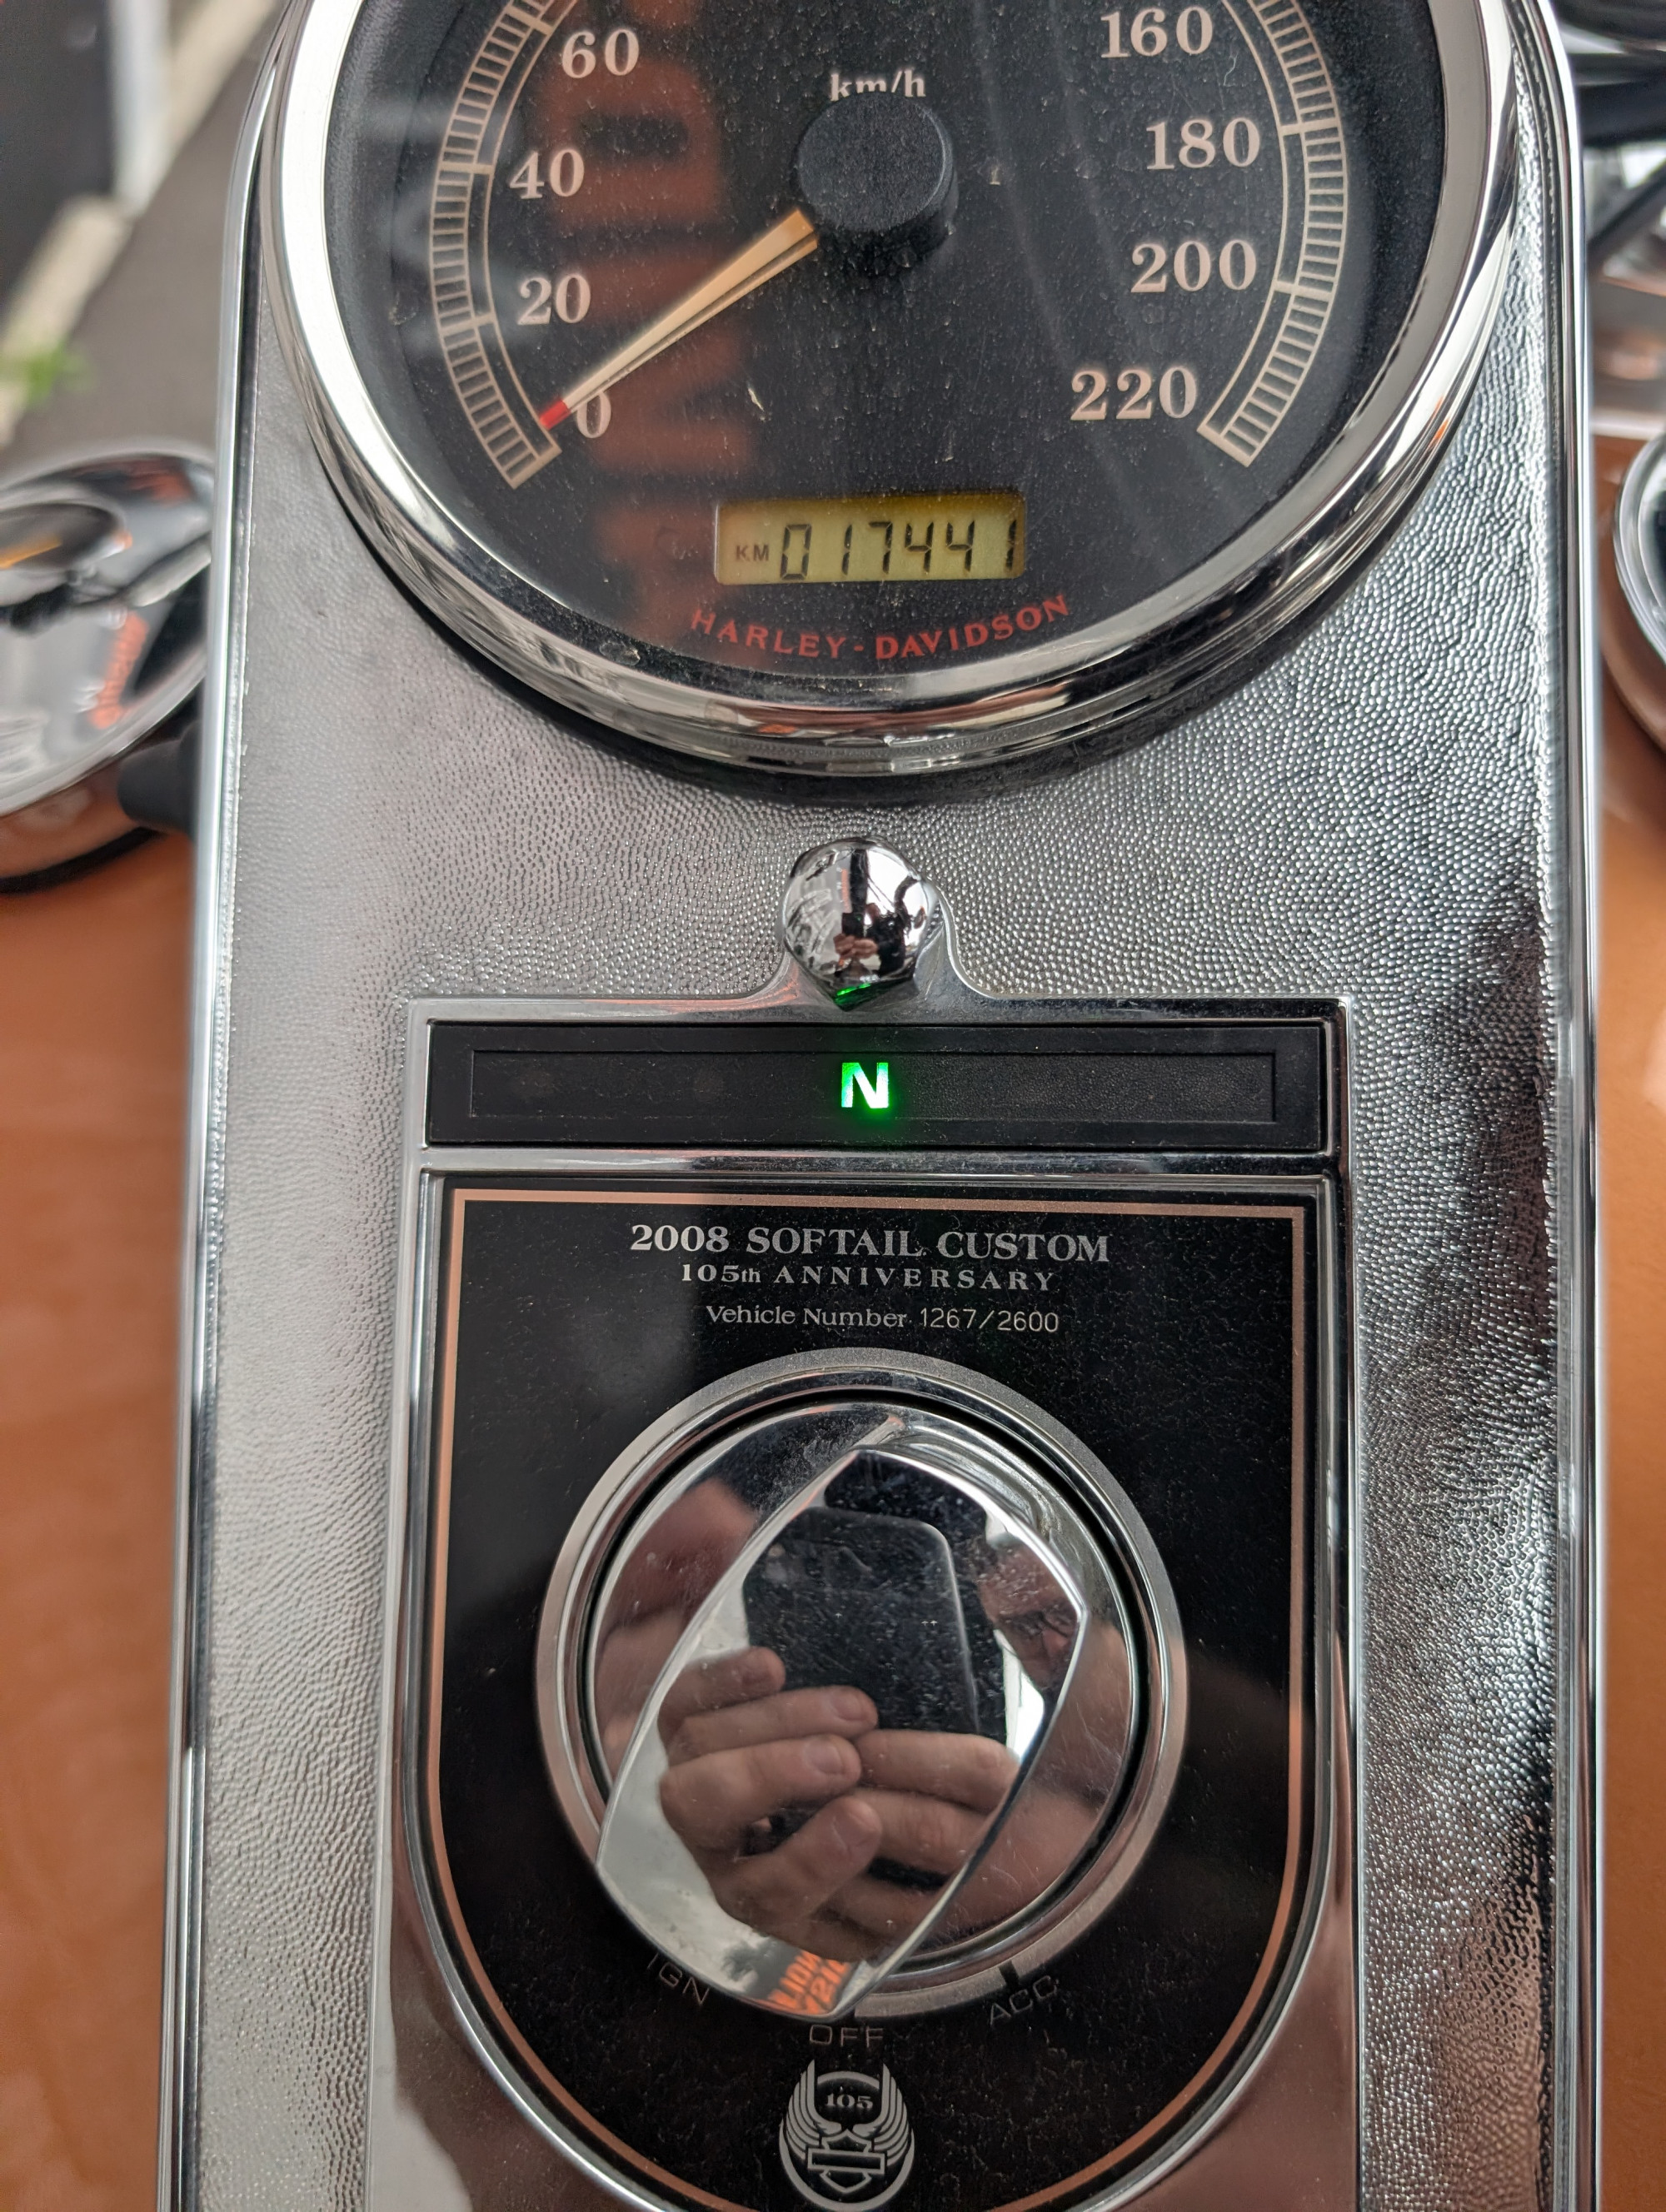 60
160
km/h
40
180
20
200
0
220
KM 017441
HARLEY-DAVIDSON
N
2008 SOFTAIL CUSTOM
105th ANNIVERSARY
Vehicle Number 1267/2600
IGN
OFF
ACC
105